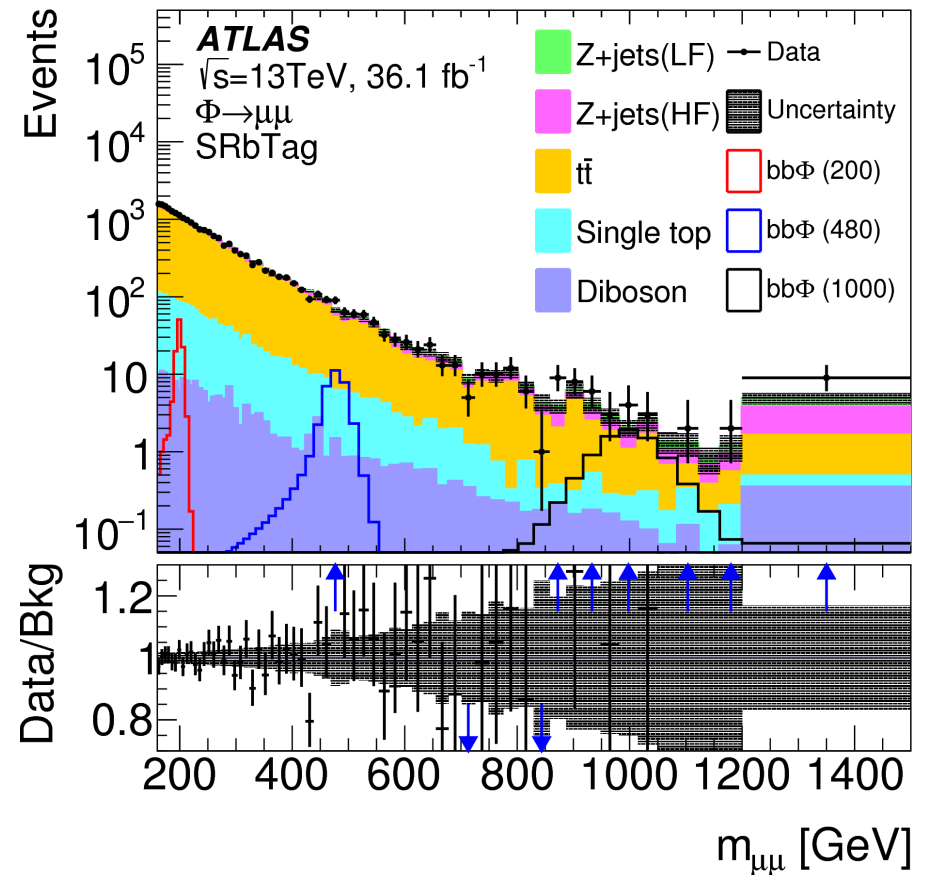 Events
10⁵
10⁴
10³
10²
10
1
10⁻¹
ATLAS
√s=13TeV, 36.1 fb⁻¹
Φ→μμ
SRbTag
Z+jets(LF)
Z+jets(HF)
tt̄
Single top
Diboson
Data
Uncertainty
bbΦ (200)
bbΦ (480)
bbΦ (1000)
Data/Bkg
1.2
1
0.8
200 400 600 800 1000 1200 1400
m_μμ [GeV]